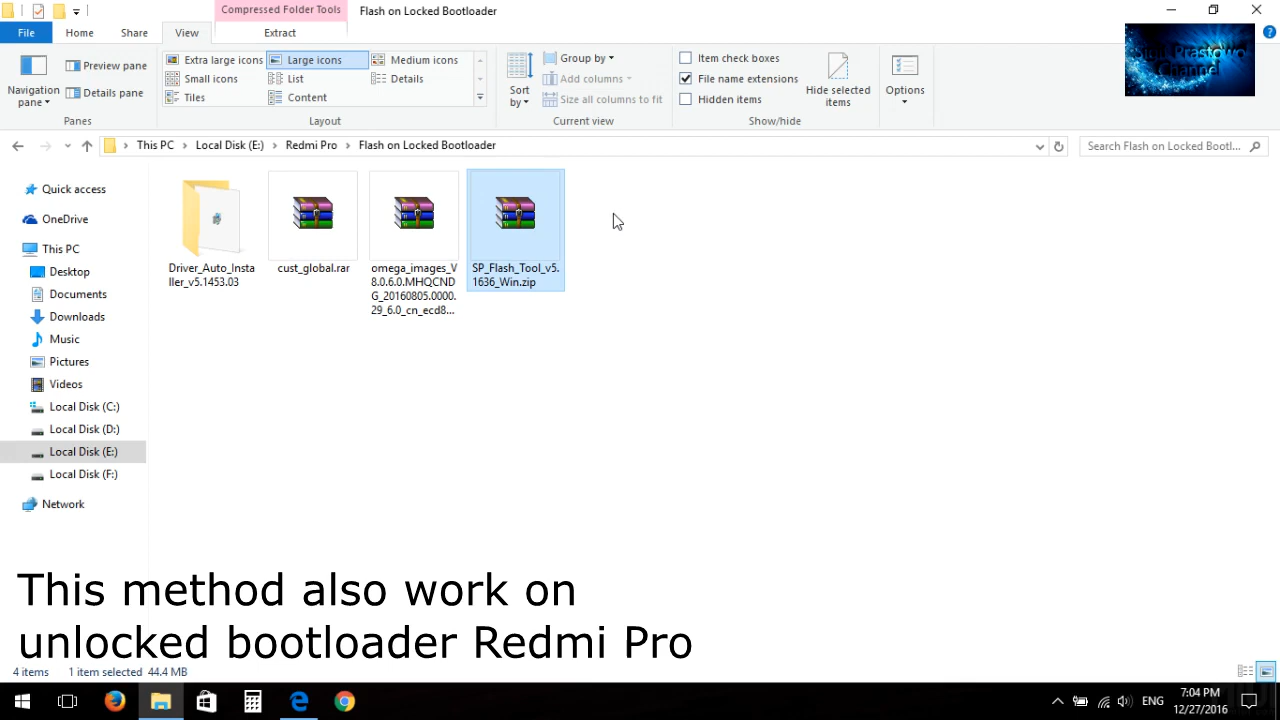 Compressed Folder Tools
Flash on Locked Bootloader
File
Home
Share
View
Extract
Navigation pane
Preview pane
Details pane
Panes
Extra large icons
Large icons
Medium icons
Small icons
List
Details
Tiles
Content
Layout
Sort by
Group by
Add columns
Size all columns to fit
Current view
Item check boxes
File name extensions
Hidden items
Hide selected items
Show/hide
Options
Prastowo
Channel
This PC
Local Disk (E:)
Redmi Pro
Flash on Locked Bootloader
Search Flash on Locked Bootl...
Quick access
OneDrive
This PC
Desktop
Documents
Downloads
Music
Pictures
Videos
Local Disk (C:)
Local Disk (D:)
Local Disk (E:)
Local Disk (F:)
Network
Driver_Auto_Insta
ller_v5.1453.03
cust_global.rar
omega_images_V
8.0.6.0.MHQCND
G_20160805.0000.
29_6.0_cn_ecd8...
SP_Flash_Tool_v5.
1636_Win.zip
This method also work on
unlocked bootloader Redmi Pro
4 items
1 item selected 44.4 MB
ENG
7:04 PM
12/27/2016